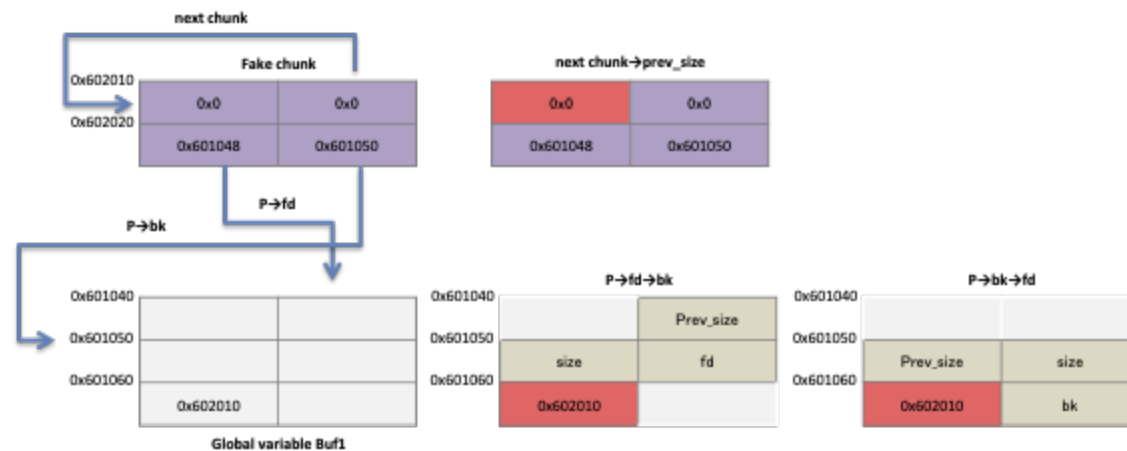 next chunk
Fake chunk
next chunk→prev_size
0x602010
0x0 0x0
0x0 0x0
0x602020
0x601048 0x601050
0x601048 0x601050
P→fd
P→bk
P→fd→bk
P→bk→fd
0x601040
0x601040
0x601040
Prev_size
0x601050
0x601050
0x601050
size fd
Prev_size size
0x601060
0x601060
0x601060
0x602010
0x602010
0x602010 bk
Global variable Buf1